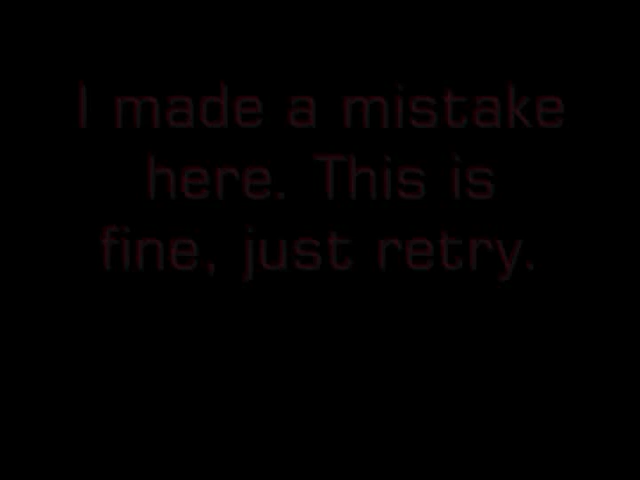 I made a mistake
here. This is
fine, just retry.